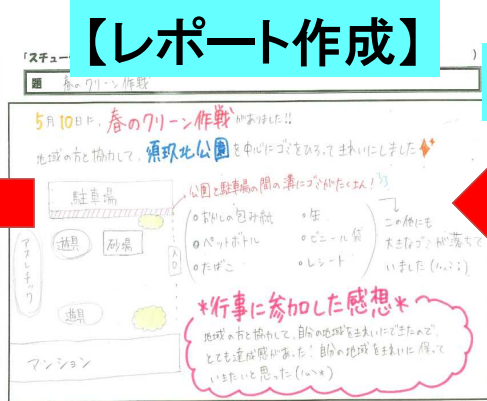 【レポート作成】
「スチュー
)
題 春のクリーン作戦
5月10日に、春のクリーン作戦がありました!!
地域の方と協力して、須玖北公園を中心にゴミをひろってきれいにしました
駐車場
公園と駐車場の間の溝にゴミがたくさん!
・おかしの包み紙 ・缶
・ペットボトル ・ビニール袋
・たばこ ・レシート
この他にも
大きなゴミが落ちて
いました
アスレチック
遊具
砂場
入口
遊具
マンション
*行事に参加した感想*
地域の方と協力して、自分の地域をきれいにできたので、
とても達成感があった!自分の地域をきれいに保って
いきたいと思った